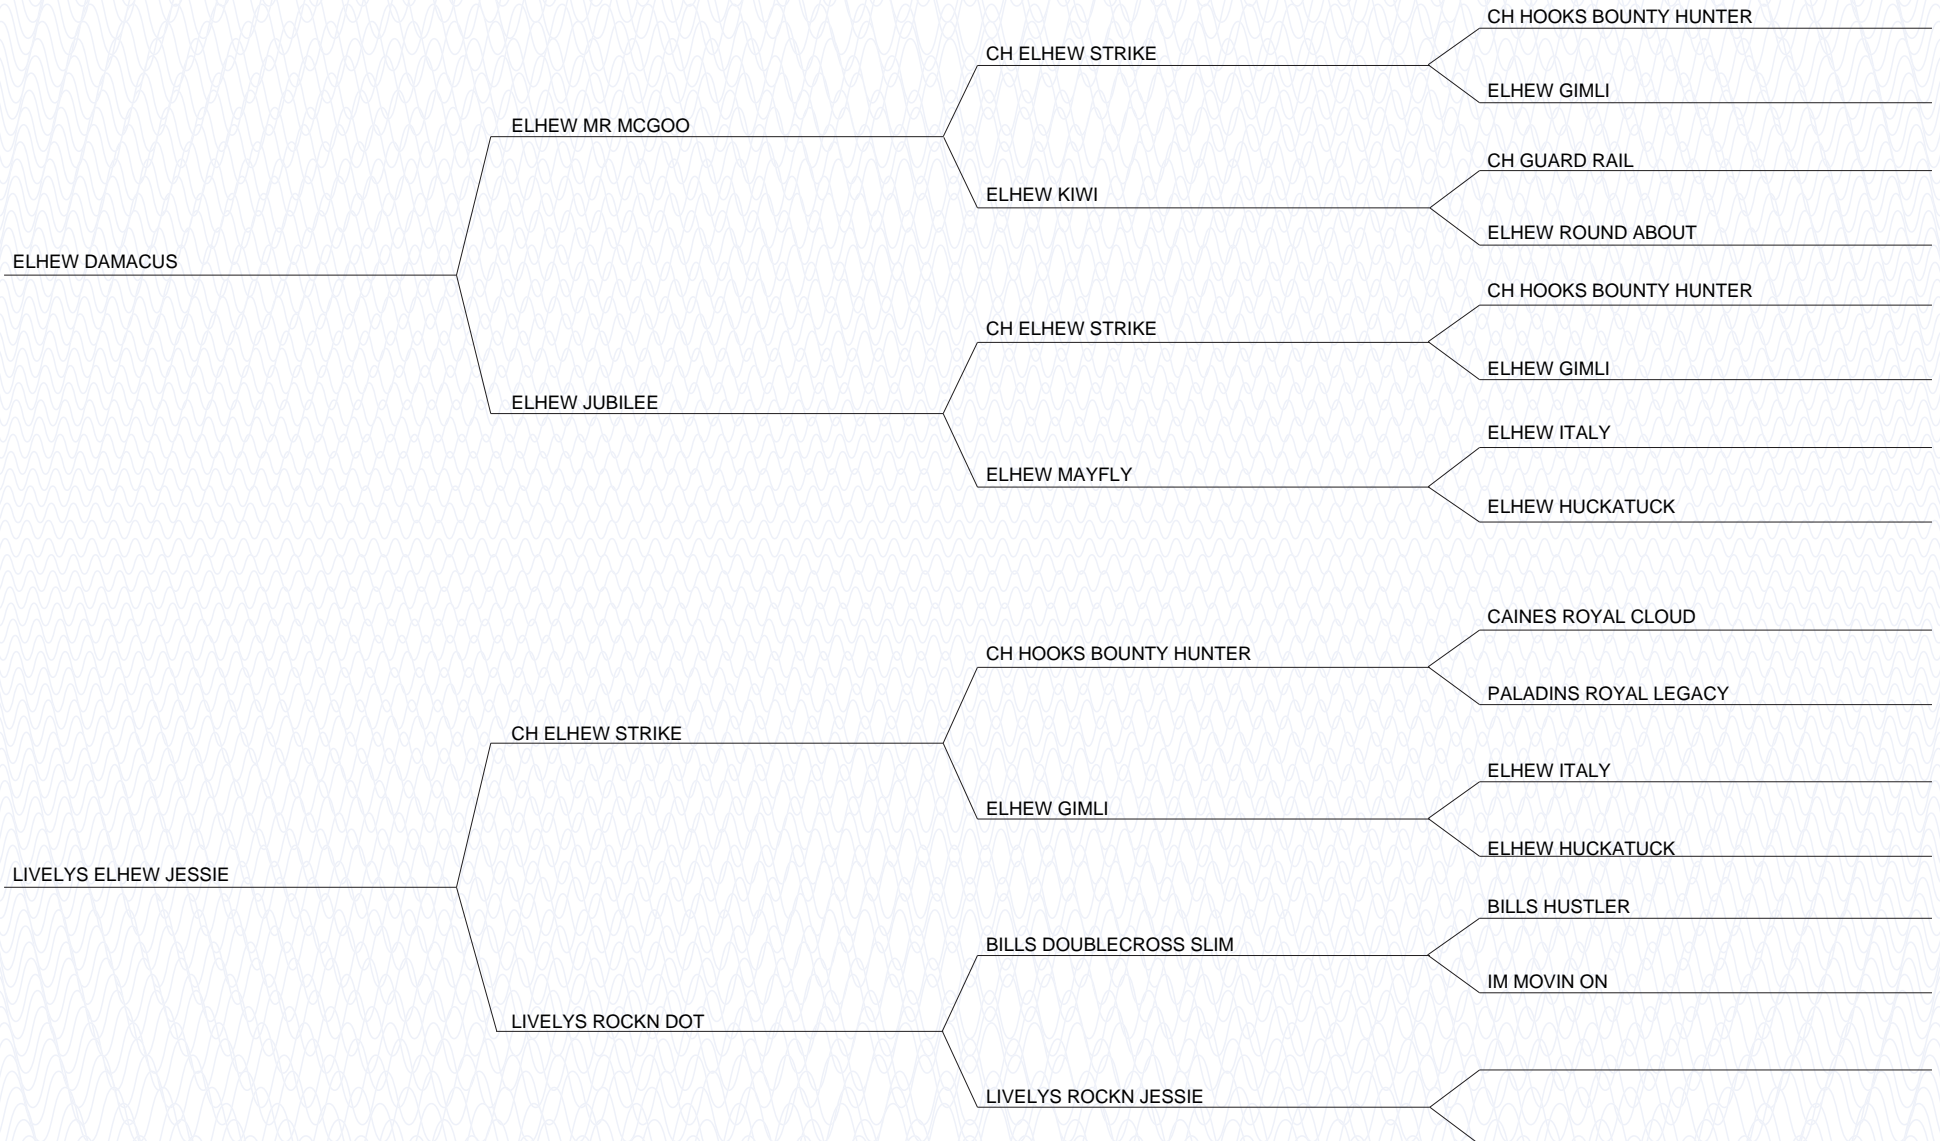 CH HOOKS BOUNTY HUNTER
CH ELHEW STRIKE
ELHEW GIMLI
ELHEW MR MCGOO
CH GUARD RAIL
ELHEW KIWI
ELHEW ROUND ABOUT
ELHEW DAMACUS
CH HOOKS BOUNTY HUNTER
CH ELHEW STRIKE
ELHEW GIMLI
ELHEW JUBILEE
ELHEW ITALY
ELHEW MAYFLY
ELHEW HUCKATUCK
CAINES ROYAL CLOUD
CH HOOKS BOUNTY HUNTER
PALADINS ROYAL LEGACY
CH ELHEW STRIKE
ELHEW ITALY
ELHEW GIMLI
ELHEW HUCKATUCK
LIVELYS ELHEW JESSIE
BILLS HUSTLER
BILLS DOUBLECROSS SLIM
IM MOVIN ON
LIVELYS ROCKN DOT
LIVELYS ROCKN JESSIE